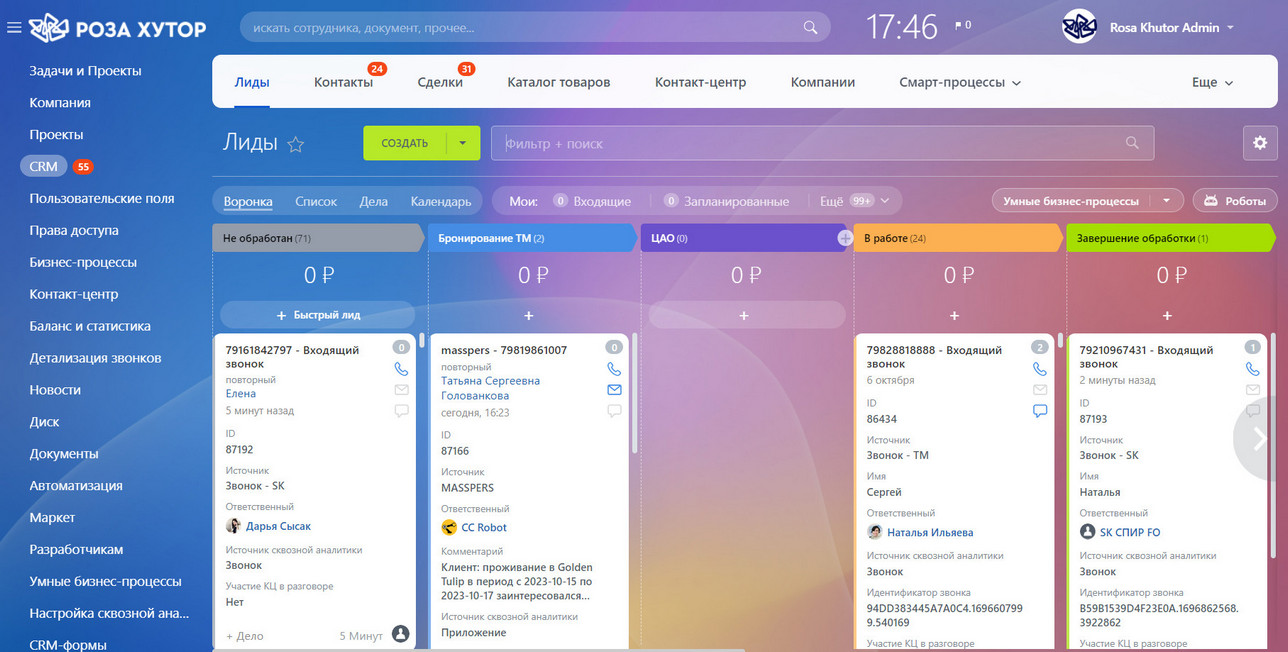 РОЗА ХУТОР
искать сотрудника, документ, прочее...
17:46
0
Rosa Khutor Admin
Задачи и Проекты
Компания
Проекты
CRM 55
Пользовательские поля
Права доступа
Бизнес-процессы
Контакт-центр
Баланс и статистика
Детализация звонков
Новости
Диск
Документы
Автоматизация
Маркет
Разработчикам
Умные бизнес-процессы
Настройка сквозной ана...
CRM-формы
Лиды
Контакты 24
Сделки 31
Каталог товаров
Контакт-центр
Компании
Смарт-процессы
Еще
Лиды
СОЗДАТЬ
Фильтр + поиск
Воронка
Список
Дела
Календарь
Мои:
0 Входящие
0 Запланированные
Ещё 99+
Умные бизнес-процессы
Роботы
Не обработан (71)
0 ₽
+ Быстрый лид
79161842797 - Входящий
звонок
0
повторный
Елена
5 минут назад
ID
87192
Источник
Звонок - SK
Ответственный
Дарья Сысак
Источник сквозной аналитики
Звонок
Участие КЦ в разговоре
Нет
+ Дело
5 Минут
Бронирование ТМ (2)
0 ₽
+
masspers - 79819861007
0
повторный
Татьяна Сергеевна
Голованкова
сегодня, 16:23
ID
87166
Источник
MASSPERS
Ответственный
CC Robot
Комментарий
Клиент: проживание в Golden
Tulip в период с 2023-10-15 по
2023-10-17 заинтересовался...
Источник сквозной аналитики
Приложение
ЦАО (0)
0 ₽
+
В работе (24)
0 ₽
+
79828818888 - Входящий
звонок
2
6 октября
ID
86434
Источник
Звонок - ТМ
Имя
Сергей
Ответственный
Наталья Ильяева
Источник сквозной аналитики
Звонок
Идентификатор звонка
94DD383445A7A0C4.169660799
9.540169
Участие КЦ в разговоре
Завершение обработки (1)
0 ₽
+
79210967431 - Входящий
звонок
1
2 минуты назад
ID
87193
Источник
Звонок - SK
Имя
Наталья
Ответственный
SK СПИР FO
Источник сквозной аналитики
Звонок
Идентификатор звонка
B59B1539D4F23E0A.1696862568.
3922862
Участие КЦ в разговоре